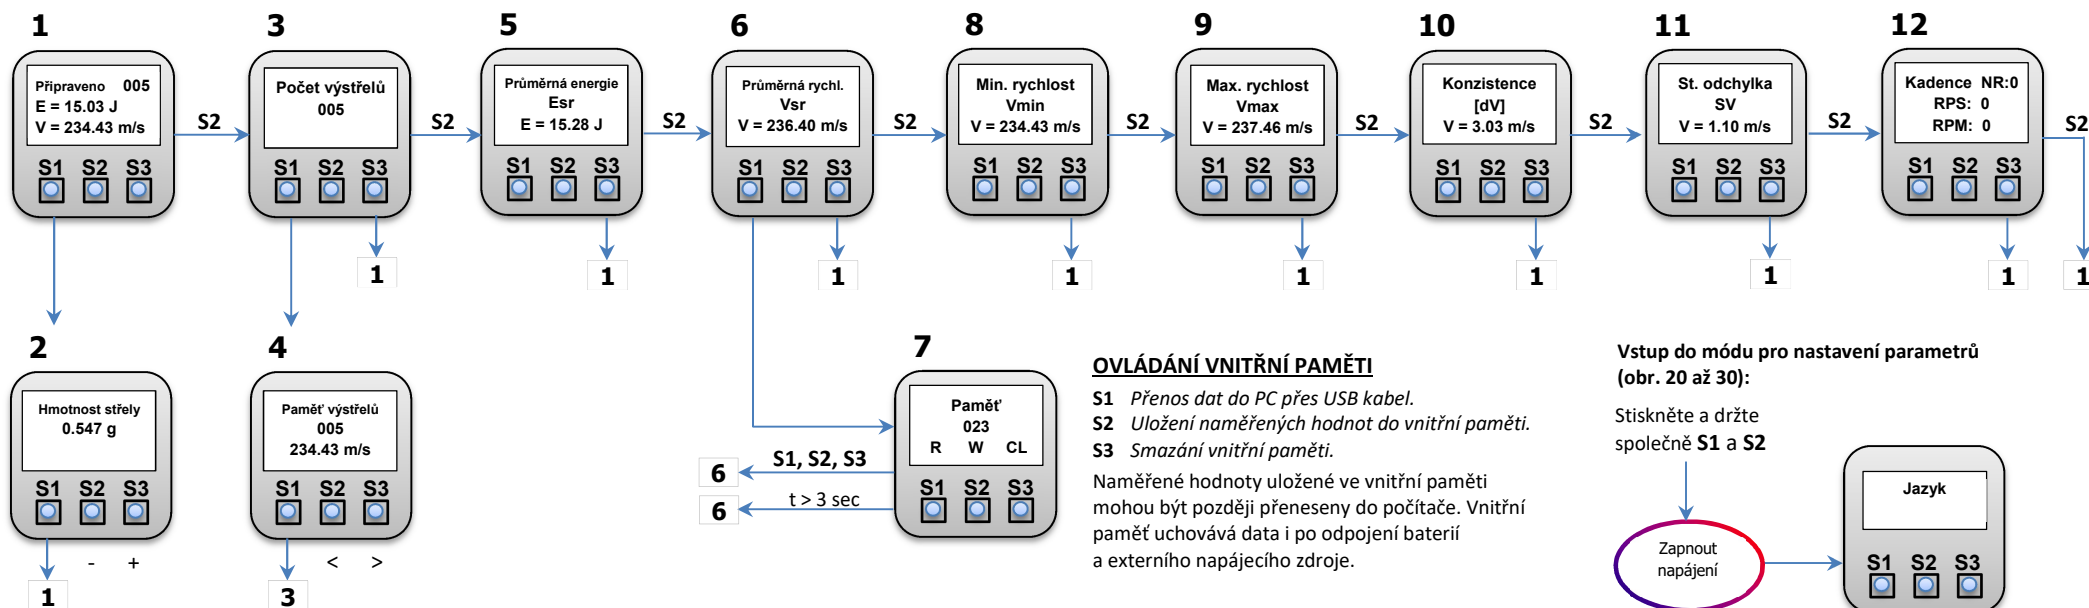 1
Připraveno 005
E = 15.03 J
V = 234.43 m/s
S1 S2 S3
S2
3
Počet výstřelů
005
S1 S2 S3
1
S2
5
Průměrná energie
Esr
E = 15.28 J
S1 S2 S3
1
S2
6
Průměrná rychl.
Vsr
V = 236.40 m/s
S1 S2 S3
1
S2
8
Min. rychlost
Vmin
V = 234.43 m/s
S1 S2 S3
1
S2
9
Max. rychlost
Vmax
V = 237.46 m/s
S1 S2 S3
1
S2
10
Konzistence
[dV]
V = 3.03 m/s
S1 S2 S3
1
S2
11
St. odchylka
SV
V = 1.10 m/s
S1 S2 S3
1
S2
12
Kadence NR:0
RPS: 0
RPM: 0
S1 S2 S3
1
S2
1
2
Hmotnost střely
0.547 g
S1 S2 S3
- +
1
4
Paměť výstřelů
005
234.43 m/s
S1 S2 S3
< >
3
7
Paměť
023
R W CL
S1 S2 S3
S1, S2, S3
6
t > 3 sec
6
OVLÁDÁNÍ VNITŘNÍ PAMĚTI
S1 Přenos dat do PC přes USB kabel.
S2 Uložení naměřených hodnot do vnitřní paměti.
S3 Smazání vnitřní paměti.
Naměřené hodnoty uložené ve vnitřní paměti
mohou být později přeneseny do počítače. Vnitřní
paměť uchovává data i po odpojení baterií
a externího napájecího zdroje.
Vstup do módu pro nastavení parametrů
(obr. 20 až 30):
Stiskněte a držte
společně S1 a S2
Zapnout
napájení
Jazyk
S1 S2 S3